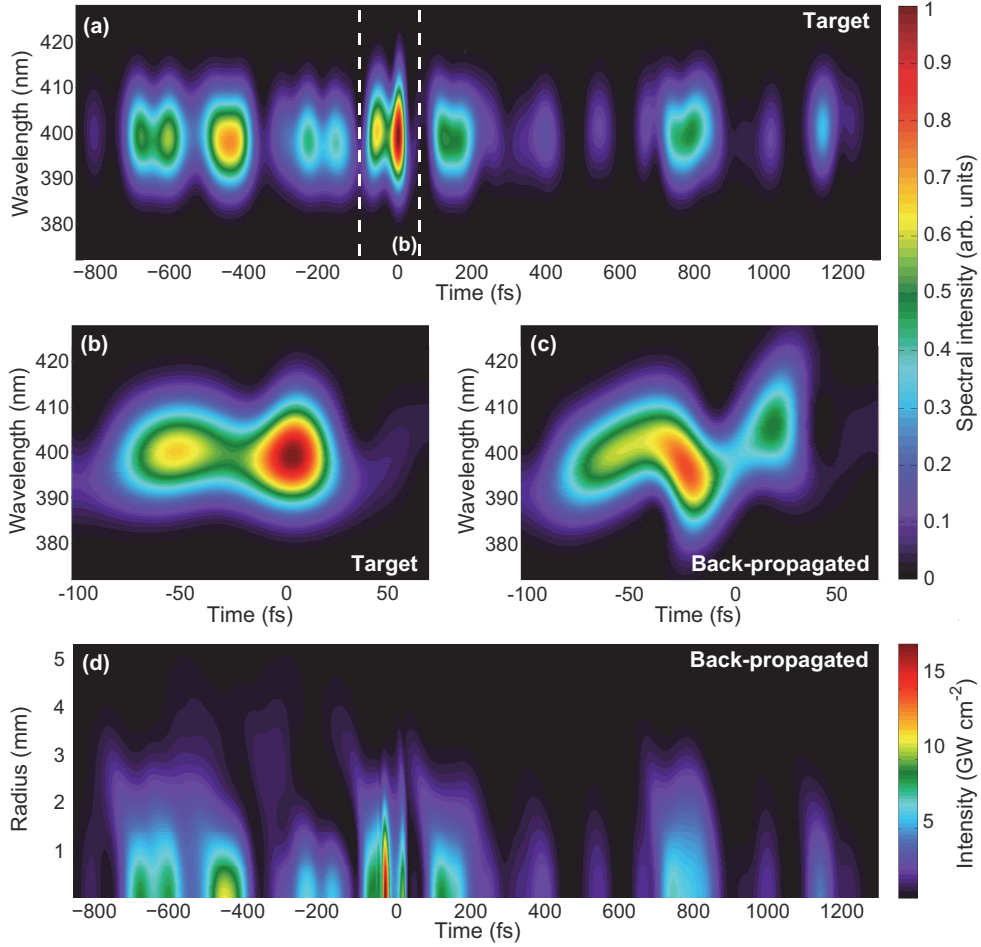 (a)
Target
Wavelength (nm)
420
410
400
390
380
(b)
−800 −600 −400 −200 0 200 400 600 800 1000 1200
Time (fs)
(b)
Target
Wavelength (nm)
420
410
400
390
380
-100 -50 0 50
Time (fs)
(c)
Back-propagated
Wavelength (nm)
420
410
400
390
380
-100 -50 0 50
Time (fs)
1
0.9
0.8
0.7
0.6
0.5
0.4
0.3
0.2
0.1
0
Spectral intensity (arb. units)
(d)
Back-propagated
Radius (mm)
5
4
3
2
1
−800 −600 −400 −200 0 200 400 600 800 1000 1200
Time (fs)
15
10
5
Intensity (GW cm-2)